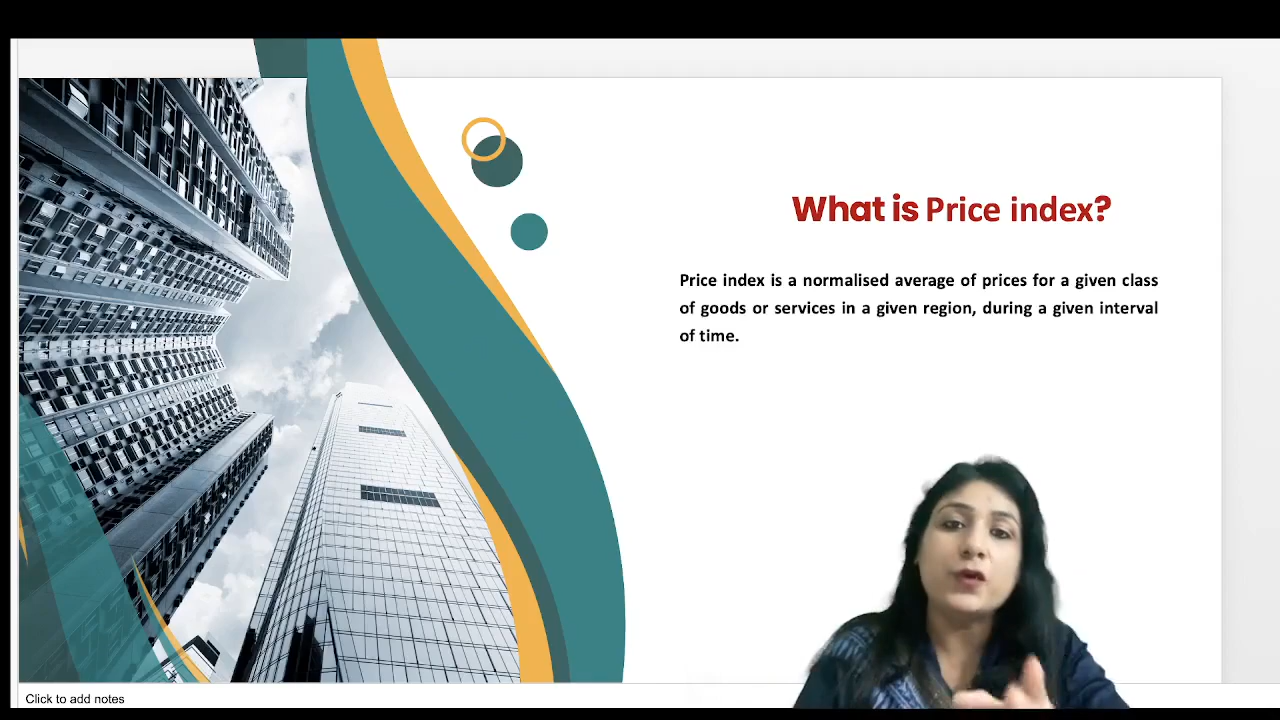 What is Price index?
Price index is a normalised average of prices for a given class
of goods or services in a given region, during a given interval
of time.
Click to add notes